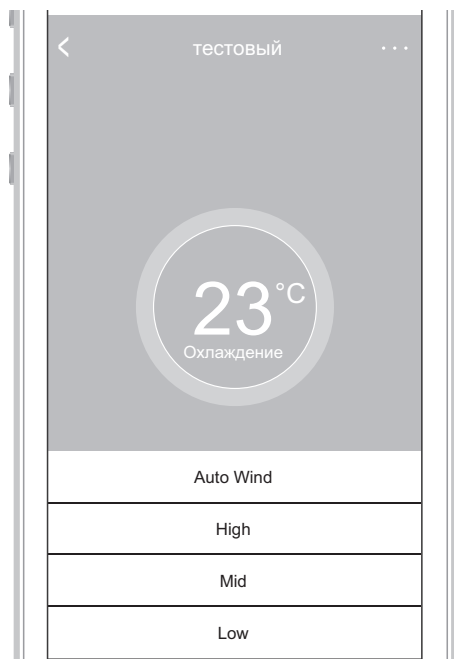 тестовый
23°C
Охлаждение
Auto Wind
High
Mid
Low